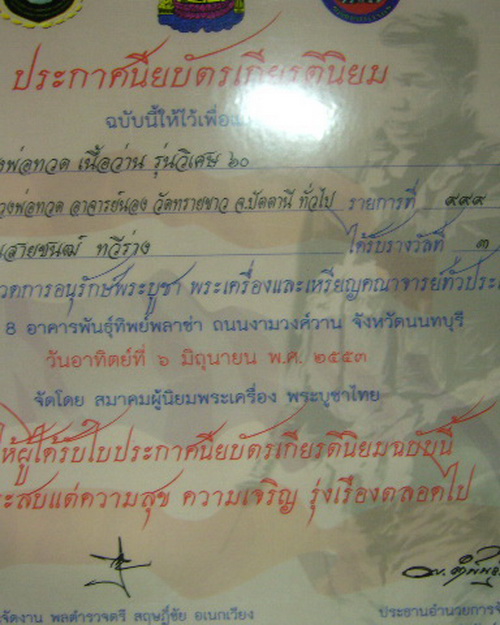 ประกาศนียบัตรเกียรตินิยม
ฉบับนี้ให้ไว้เพื่อ
งพ่อทวด เนื้อว่าน รุ่นวิเศษ ๖๐
วงพ่อทวด อาจารย์นอง วัดทรายขาว จ.ปัตตานี ทั่วไป รายการที่ ๙๙๙
ทวีร่าง ได้รับรางวัลที่ ๓
วดการอนุรักษ์พระบูชา พระเครื่องและเหรียญคณาจารย์ทั่วประเ
8 อาคารพันธุ์ทิพย์พลาซ่า ถนนงามวงศ์วาน จังหวัดนนทบุรี
วันอาทิตย์ที่ ๖ มิถุนายน พ.ศ. ๒๕๕๓
จัดโดย สมาคมผู้นิยมพระเครื่อง พระบูชาไทย
ให้ผู้ได้รับใบประกาศนียบัตรเกียรตินิยมฉบับนี้
ะสบแต่ความสุข ความเจริญ รุ่งเรืองตลอดไป
จัดงาน พลตำรวจตรี สฤษฎิ์ชัย อเนกเวียง
ประธานอำนวยการจั